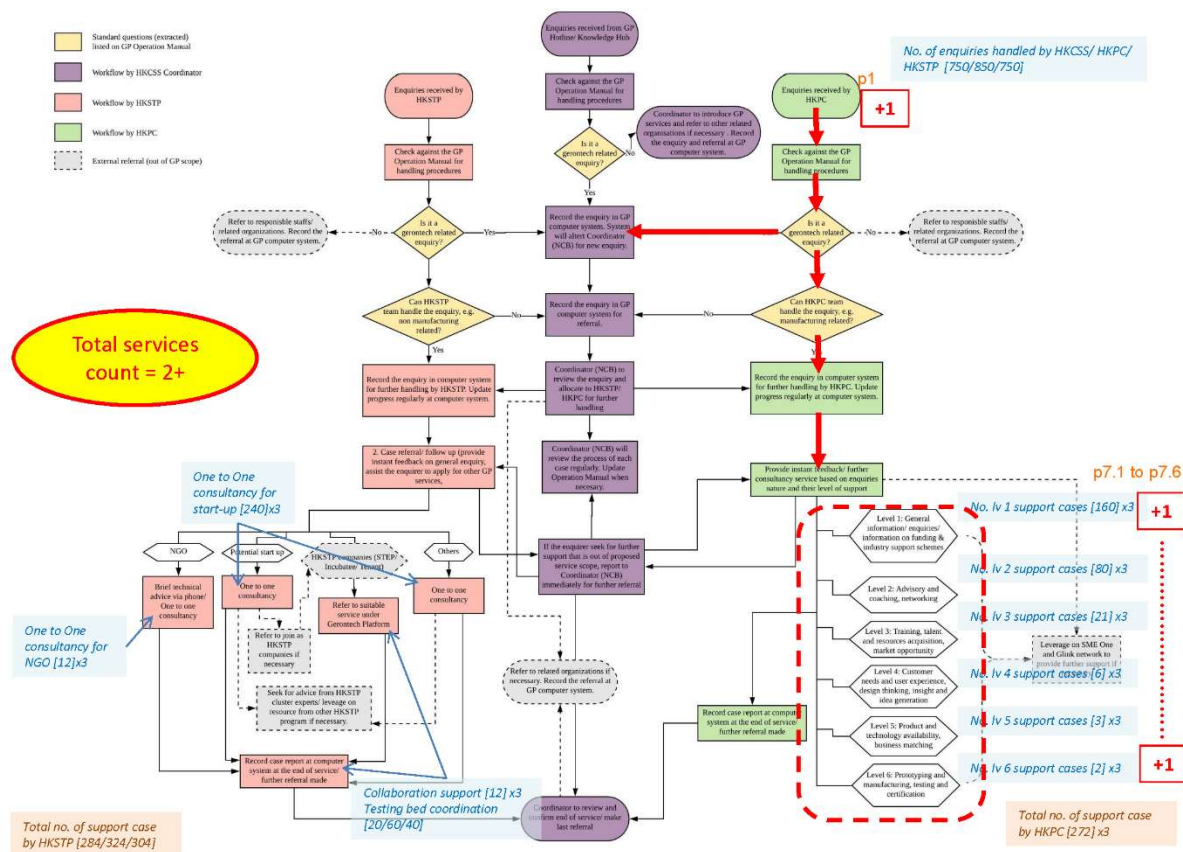 Standard questions (extracted)
listed on GP Operation Manual
Workflow by HKCSS Coordinator
Workflow by HKSTP
Workflow by HKPC
External referral (out of GP scope)
Enquiries received from GP
Hotline/ Knowledge Hub
No. of enquiries handled by HKCSS/ HKPC/
HKSTP [750/850/750]
Enquiries received by
HKSTP
Check against the GP
Operation Manual for
handling procedures
Enquiries received by
HKPC
p1
+1
Coordinator to introduce GP
services and refer to other related
organisations if necessary . Record
the enquiry and referral at GP
computer system.
Check against the GP
Operation Manual for
handling procedures
Is it a
gerontech related
enquiry?
No
Yes
Check against the GP
Operation Manual for
handling procedures
Refer to responsible staffs/
related organizations. Record the
referral at GP computer system.
No
Is it a
gerontech related
enquiry?
Yes
Record the enquiry in GP
computer system. System
will altert Coordinator
(NCB) for new enquiry.
Is it a
gerontech related
enquiry?
No
Refer to responsible staffs/
related organizations. Record the
referral at GP computer system.
Can HKSTP
team handle the enquiry, e.g.
non manufacturing
related?
No
Yes
Record the enquiry in GP
computer system for
referral.
No
Can HKPC team
handle the enquiry, e.g.
manufacturing related?
Total services
count = 2+
Record the enquiry in computer system
for further handling by HKSTP. Update
progress regularly at computer system.
Coordinator (NCB) to
review the enquiry and
allocate to HKSTP/
HKPC for further
handling
Record the enquiry in computer
system for further handling by
HKPC. Update progress regularly at
computer system.
2. Case referral/ follow up (provide
instant feedback on general enquiry,
assist the enquirer to apply for other GP
services,
Coordinator (NCB) will
review the process of each
case regularly. Update
Operation Manual when
necesary.
Provide instant feedback/ further
consultancy service based on enquiries
nature and their level of support
p7.1 to p7.6
One to One
consultancy for
start-up [240]x3
No. lv 1 support cases [160] x3
+1
Level 1: General
information/ enquiries/
information on funding &
industry support schemes
NGO
Potential start up
HKSTP companies (STEP/
Incubatee/ Tenant)
Others
If the enquirer seek for further
support that is out of proposed
service scope, report to
Coordinator (NCB)
immediately for further referral
No. lv 2 support cases [80] x3
Level 2: Advisory and
coaching, networking
Brief technical
advice via phone/
One to one
consultancy
One to one
consultancy
Refer to suitable
service under
Gerontech Platform
One to one
consultancy
No. lv 3 support cases [21] x3
Level 3: Training, talent
and resources acquisition,
market opportunity
One to One
consultancy for
NGO [12]x3
Refer to join as
HKSTP
companies if
necessary
Leverage on SME One
and Glink network to
provide further support if
Refer to related organizations if
necessary. Record the referral at
GP computer system.
No. lv 4 support cases [6] x3
Level 4: Customer
needs and user experience,
design thinking, insight and
idea generation
Seek for advice from HKSTP
cluster experts/ leverage on
resource from other HKSTP
program if necessary.
Record case report at computer
system at the end of service/
further referral made
No. lv 5 support cases [3] x3
Level 5: Product and
technology availability,
business matching
Record case report at computer
system at the end of service/
further referral made
No. lv 6 support cases [2] x3
+1
Level 6: Prototyping and
manufacturing, testing and
certification
Collaboration support [12] x3
Testing bed coordination
[20/60/40]
Coordinator to review and
confirm end of service/ make
last referral
Total no. of support case
by HKSTP [284/324/304]
Total no. of support case
by HKPC [272] x3